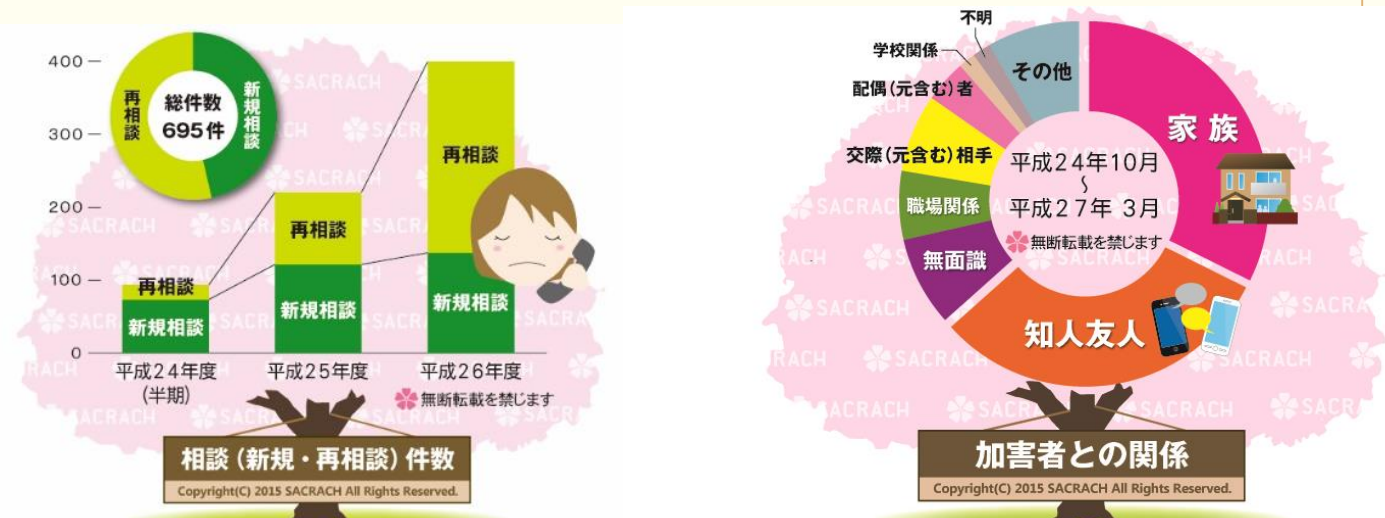 400
300
200
100
0
再相談
新規相談
総件数
695件
再相談
新規相談
再相談
新規相談
再相談
新規相談
平成24年度
(半期)
平成25年度
平成26年度
無断転載を禁じます
相談（新規・再相談）件数
Copyright(C) 2015 SACRACH All Rights Reserved.
不明
学校関係
配偶(元含む)者
交際(元含む)相手
その他
家族
職場関係
無面識
知人友人
平成24年10月
〜
平成27年 3月
無断転載を禁じます
加害者との関係
Copyright(C) 2015 SACRACH All Rights Reserved.
SACRACH